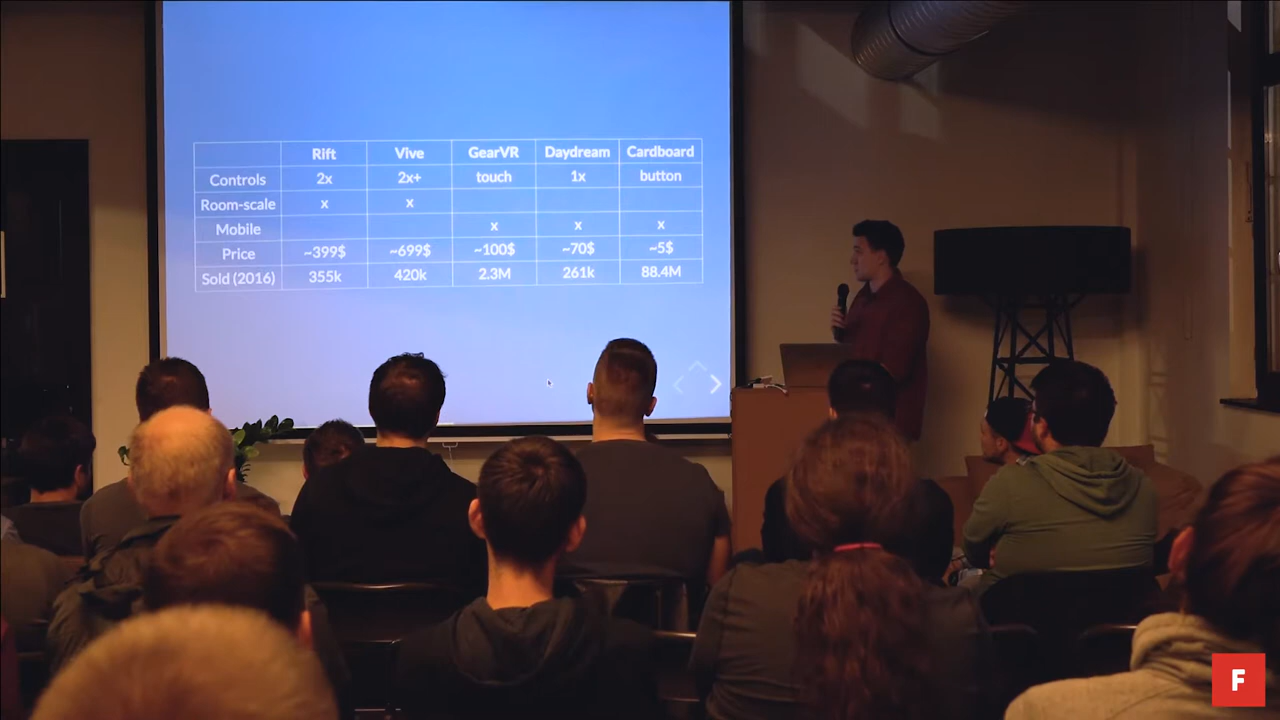 Rift Vive GearVR Daydream Cardboard
Controls 2x 2x+ touch 1x button
Room-scale x x
Mobile x x x
Price ~399$ ~699$ ~100$ ~70$ ~5$
Sold (2016) 355k 420k 2.3M 261k 88.4M
F